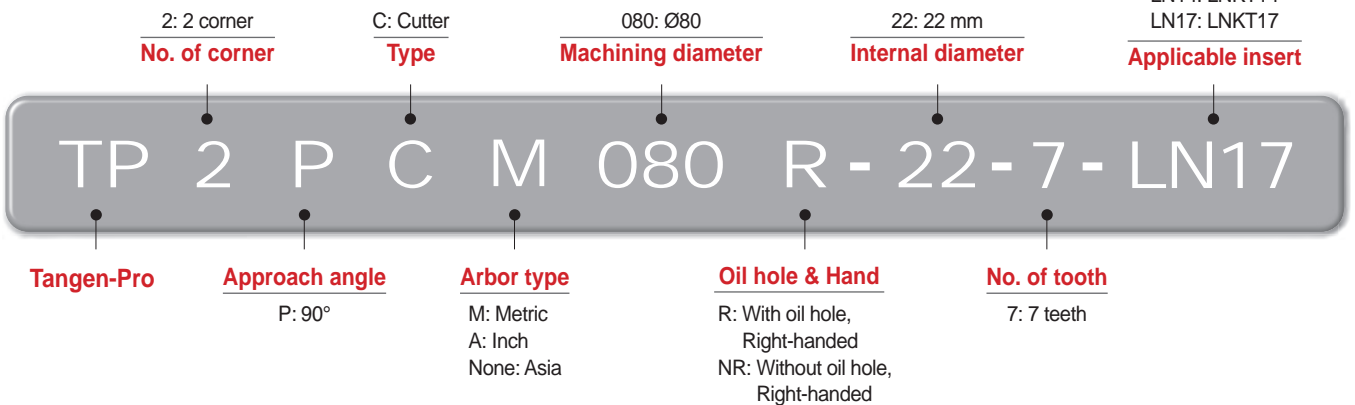 2: 2 corner
No. of corner
C: Cutter
Type
080: Ø80
Machining diameter
22: 22 mm
Internal diameter
LN17: LNKT17
Applicable insert
TP 2 P C M 080 R - 22 - 7 - LN17
Tangen-Pro
Approach angle
P: 90°
Arbor type
M: Metric
A: Inch
None: Asia
Oil hole & Hand
R: With oil hole,
Right-handed
NR: Without oil hole,
Right-handed
No. of tooth
7: 7 teeth